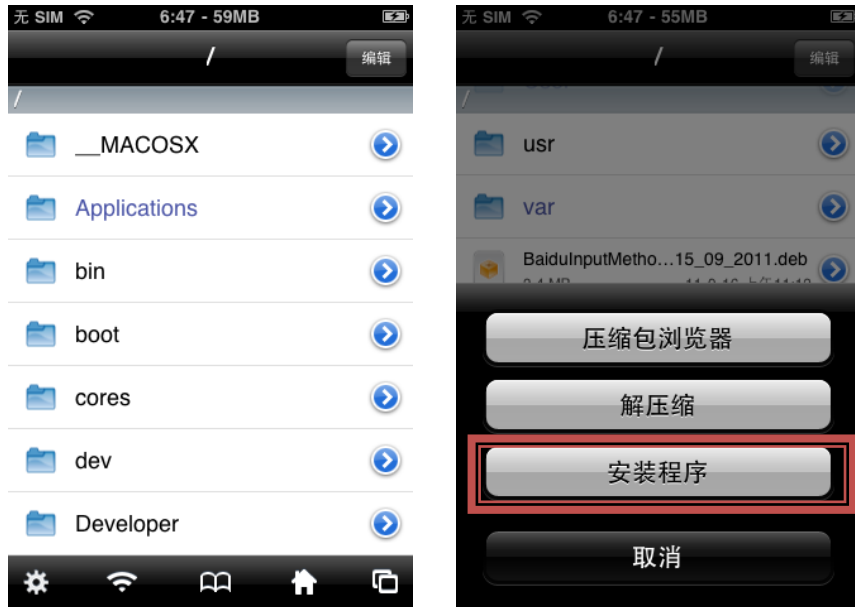 无 SIM 6:47 - 59MB
/
编辑
/
__MACOSX
Applications
bin
boot
cores
dev
Developer
无 SIM 6:47 - 55MB
/
编辑
/
usr
var
BaiduInputMetho...15_09_2011.deb
压缩包浏览器
解压缩
安装程序
取消